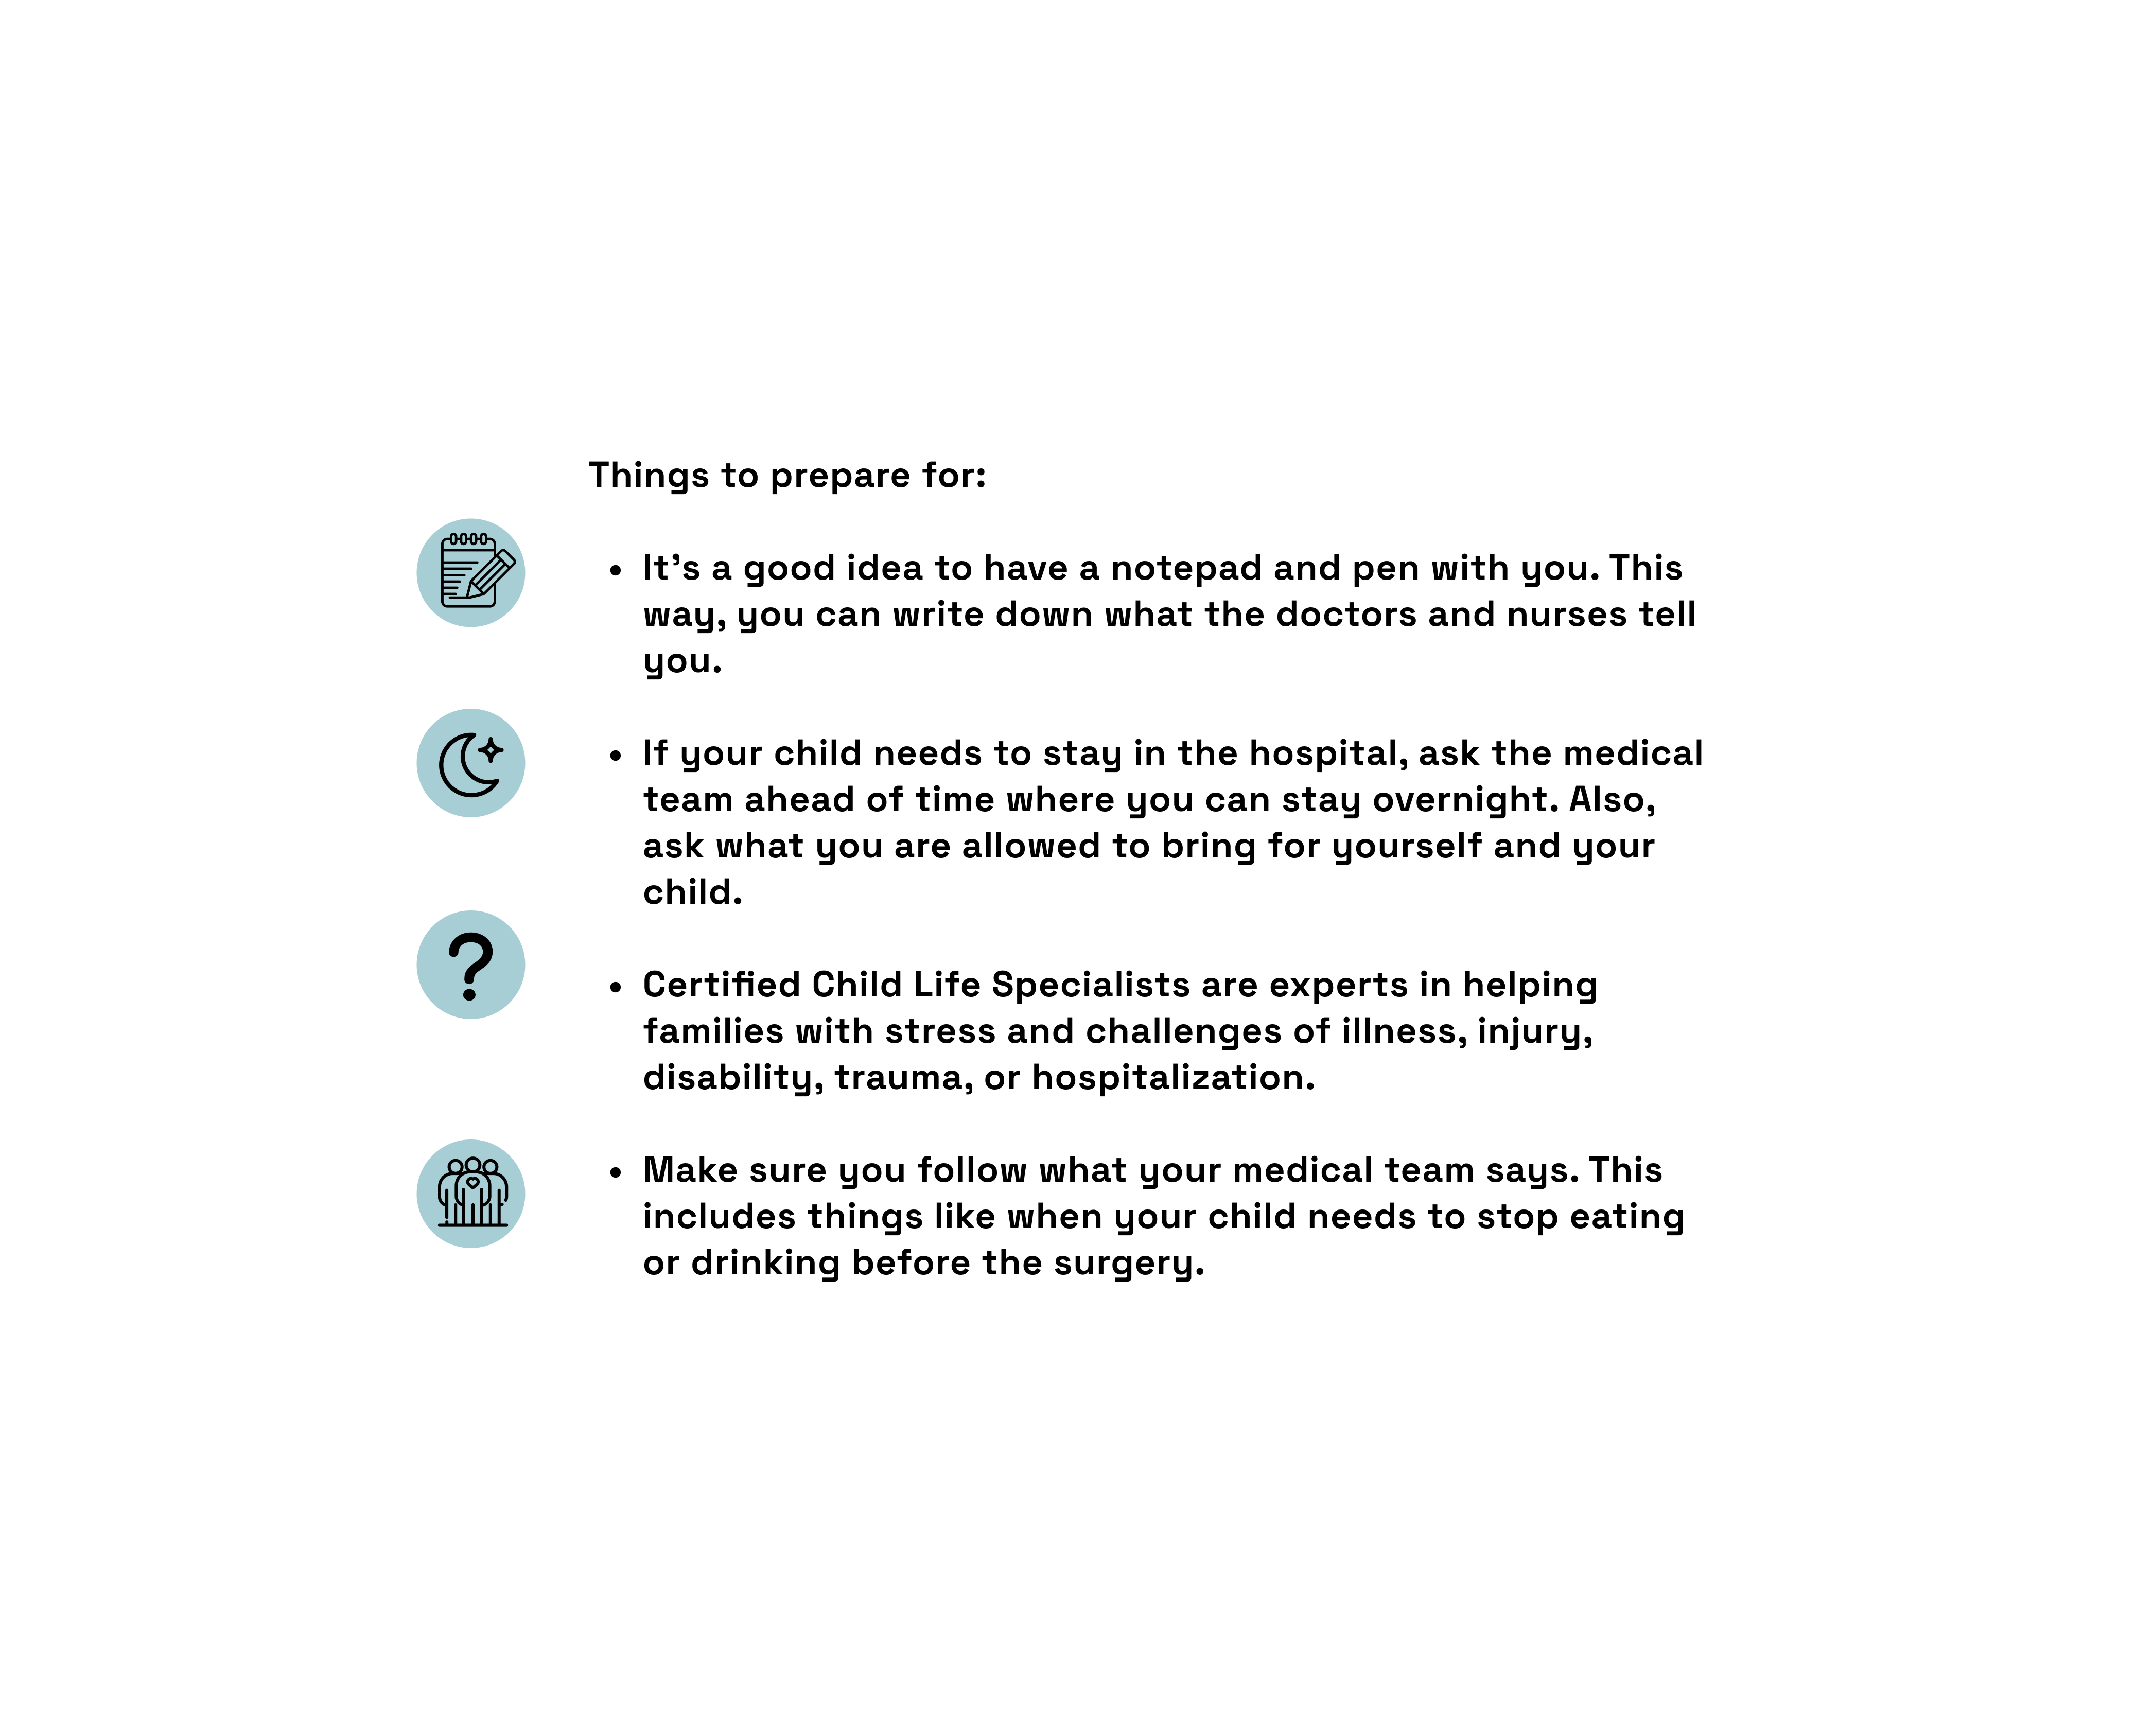 Things to prepare for:
• It's a good idea to have a notepad and pen with you. This
way, you can write down what the doctors and nurses tell
you.
• If your child needs to stay in the hospital, ask the medical
team ahead of time where you can stay overnight. Also,
ask what you are allowed to bring for yourself and your
child.
• Certified Child Life Specialists are experts in helping
families with stress and challenges of illness, injury,
disability, trauma, or hospitalization.
• Make sure you follow what your medical team says. This
includes things like when your child needs to stop eating
or drinking before the surgery.